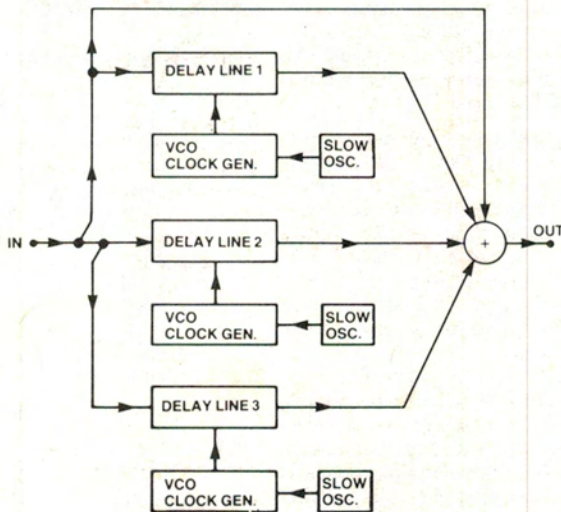 DELAY LINE 1
VCO
CLOCK GEN.
SLOW
OSC.
IN
DELAY LINE 2
+
OUT
VCO
CLOCK GEN.
SLOW
OSC.
DELAY LINE 3
VCO
CLOCK GEN.
SLOW
OSC.